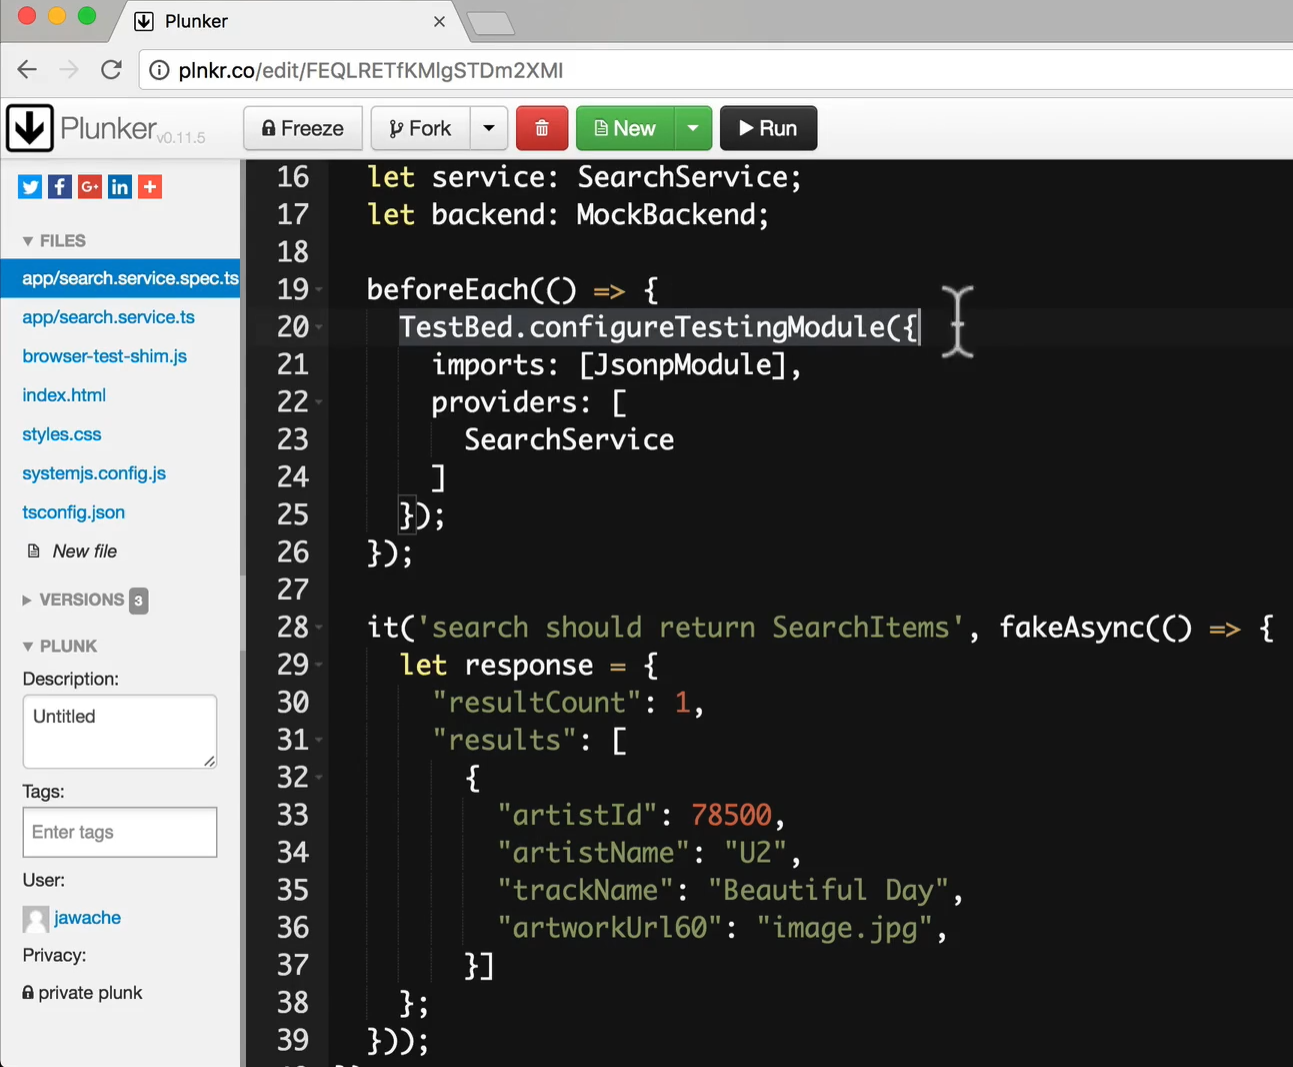 Plunker
plnkr.co/edit/FEQLRETfKMlgSTDm2XMI
Plunker v0.11.5
Freeze
Fork
New
Run
FILES
app/search.service.spec.ts
app/search.service.ts
browser-test-shim.js
index.html
styles.css
systemjs.config.js
tsconfig.json
New file
VERSIONS 3
PLUNK
Description:
Untitled
Tags:
Enter tags
User:
jawache
Privacy:
private plunk
16 let service: SearchService;
17 let backend: MockBackend;
18
19 beforeEach(() => {
20 TestBed.configureTestingModule({
21 imports: [JsonpModule],
22 providers: [
23 SearchService
24 ]
25 });
26 });
27
28 it('search should return SearchItems', fakeAsync(() => {
29 let response = {
30 "resultCount": 1,
31 "results": [
32 {
33 "artistId": 78500,
34 "artistName": "U2",
35 "trackName": "Beautiful Day",
36 "artworkUrl60": "image.jpg",
37 }]
38 };
39 }));